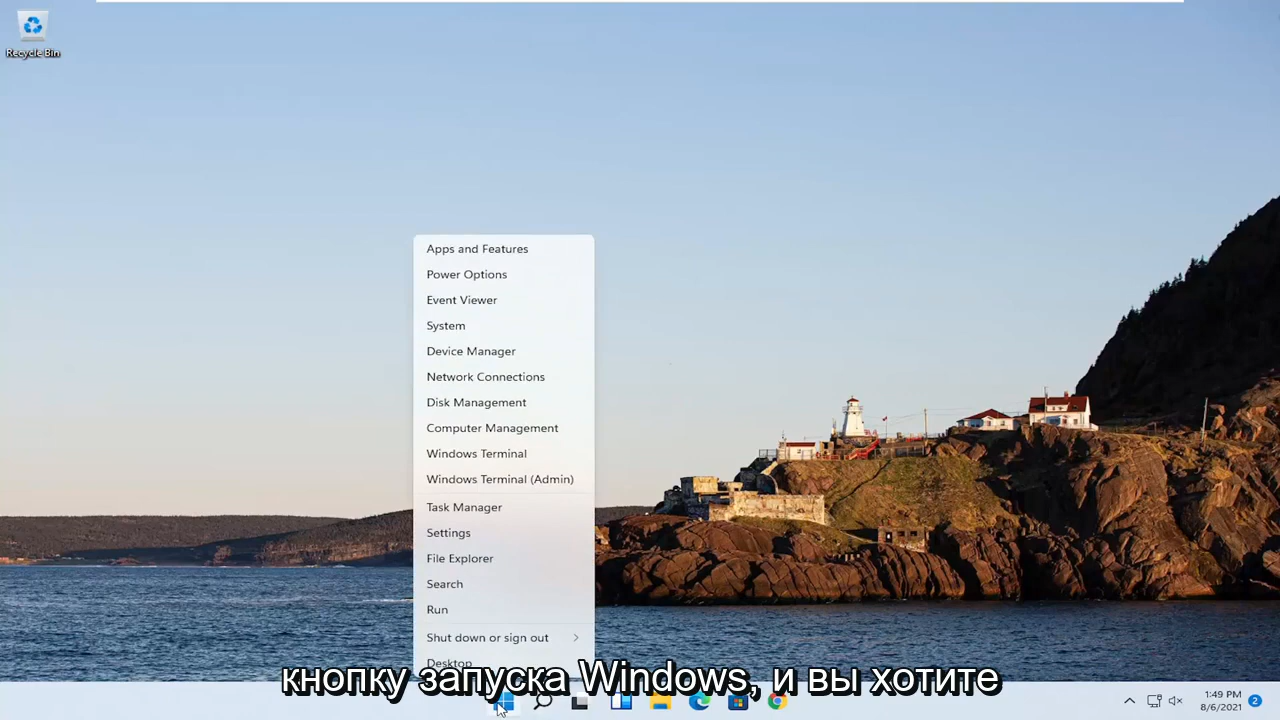 Recycle Bin
Apps and Features
Power Options
Event Viewer
System
Device Manager
Network Connections
Disk Management
Computer Management
Windows Terminal
Windows Terminal (Admin)
Task Manager
Settings
File Explorer
Search
Run
Shut down or sign out
Desktop
кнопку запуска Windows, и вы хотите
1:49 PM
8/6/2021
2